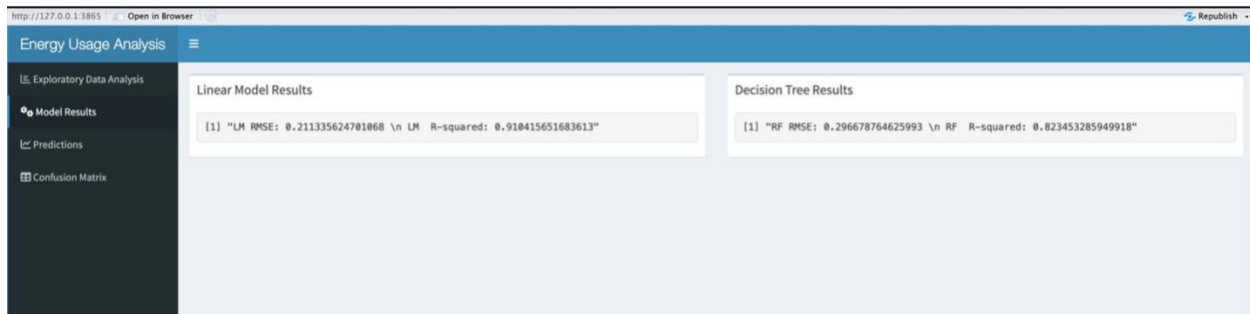 http://127.0.0.1:3865 Open in Browser Republish
Energy Usage Analysis
Exploratory Data Analysis
Model Results
Predictions
Confusion Matrix
Linear Model Results
[1] "LM RMSE: 0.211335624701068 \n LM  R-squared: 0.910415651683613"
Decision Tree Results
[1] "RF RMSE: 0.296678764625993 \n RF  R-squared: 0.823453285949918"